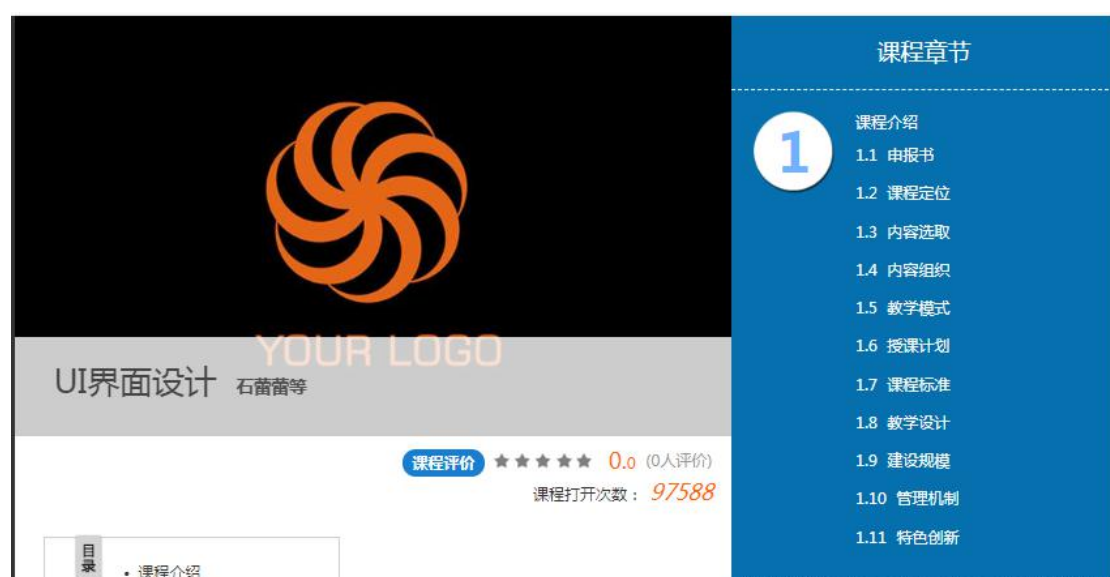 YOUR LOGO
UI界面设计 石蕾蕾等
课程评价 0.0 (0人评价)
课程打开次数： 97588
目录
• 课程介绍
课程章节
1
课程介绍
1.1 申报书
1.2 课程定位
1.3 内容选取
1.4 内容组织
1.5 教学模式
1.6 授课计划
1.7 课程标准
1.8 教学设计
1.9 建设规模
1.10 管理机制
1.11 特色创新